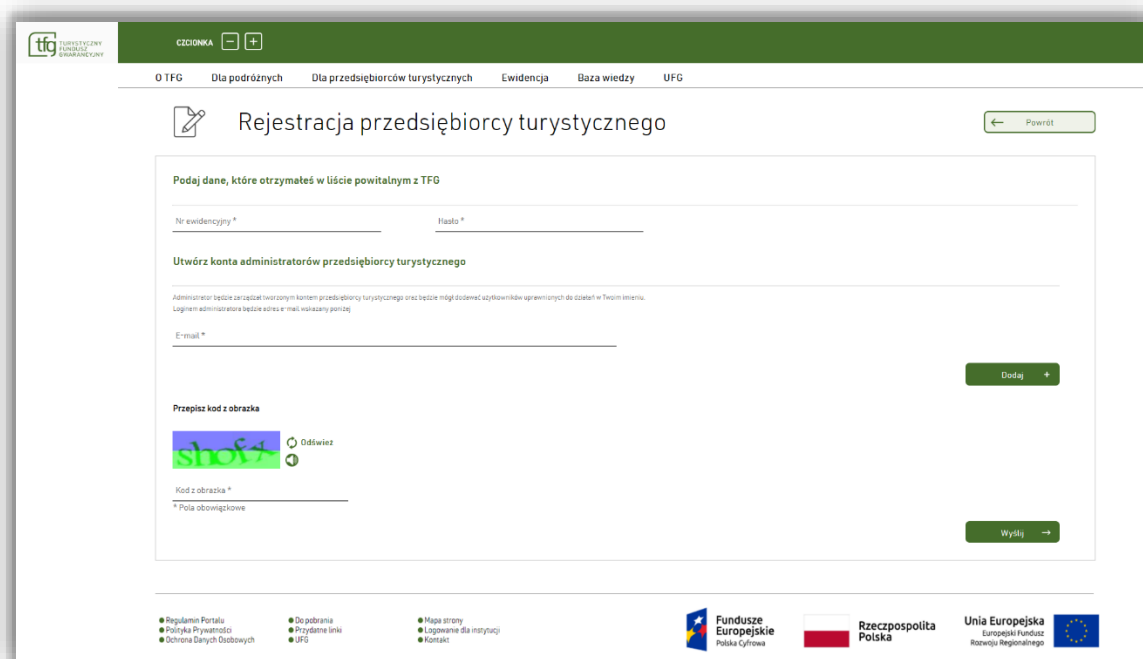 tfg TURYSTYCZNY
FUNDUSZ
GWARANCYJNY
CZCIONKA − +
O TFG Dla podróżnych Dla przedsiębiorców turystycznych Ewidencja Baza wiedzy UFG
Rejestracja przedsiębiorcy turystycznego
← Powrót
Podaj dane, które otrzymałeś w liście powitalnym z TFG
Nr ewidencyjny * Hasło *
Utwórz konta administratorów przedsiębiorcy turystycznego
Administrator będzie zarządzał tworzonym kontem przedsiębiorcy turystycznego oraz będzie mógł dodawać użytkowników uprawnionych do działań w Twoim imieniu.
Loginem administratora będzie adres e-mail wskazany poniżej
E-mail *
Dodaj +
Przepisz kod z obrazka
Odśwież
Kod z obrazka *
* Pola obowiązkowe
Wyślij →
Regulamin Portalu
Polityka Prywatności
Ochrona Danych Osobowych
Do pobrania
Przydatne linki
UFG
Mapa strony
Logowanie dla instytucji
Kontakt
Fundusze
Europejskie
Polska Cyfrowa
Rzeczpospolita
Polska
Unia Europejska
Europejski Fundusz
Rozwoju Regionalnego